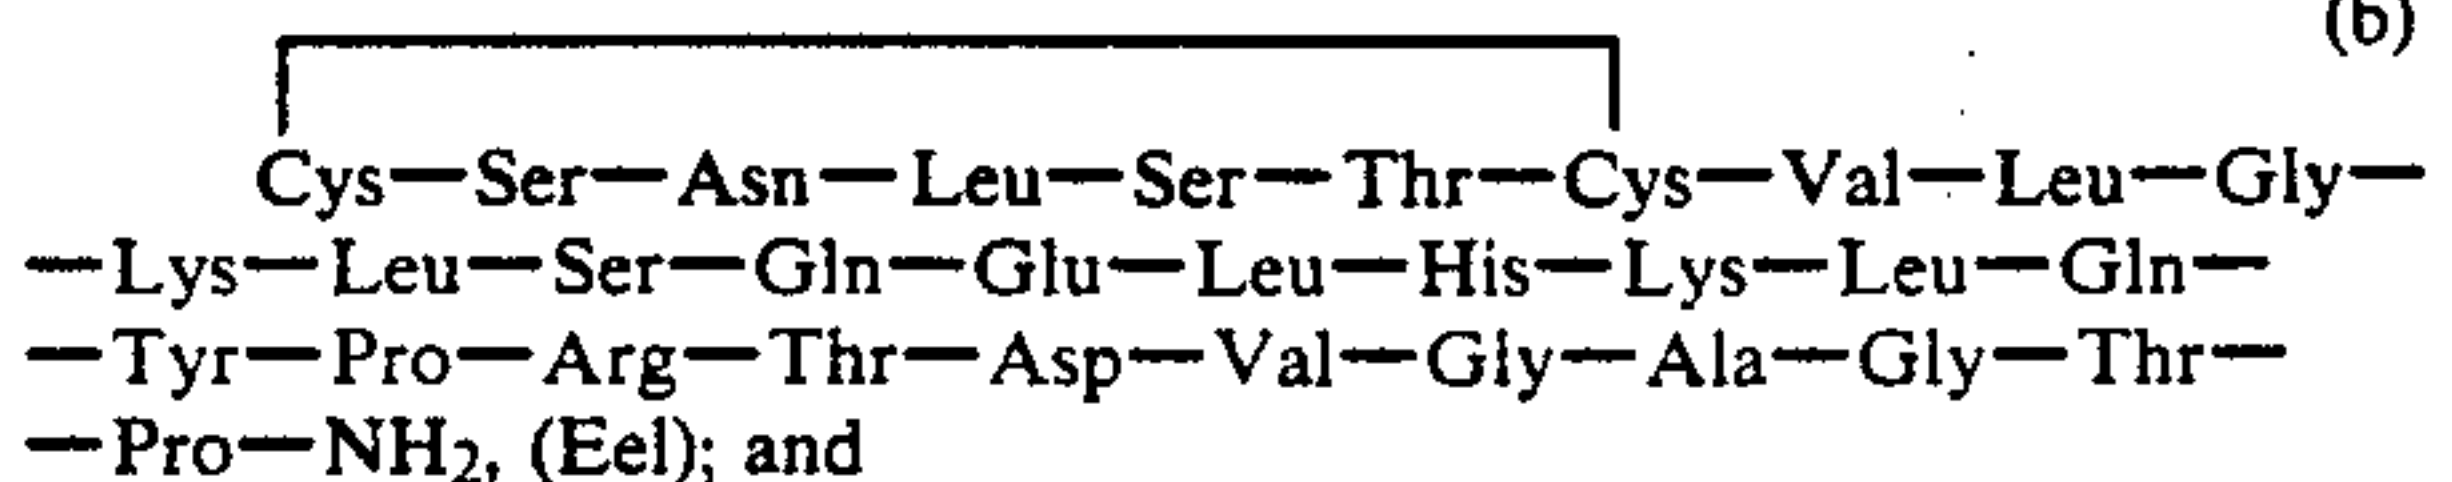 (b)
Cys—Ser—Asn—Leu—Ser—Thr—Cys—Val—Leu—Gly—
—Lys—Leu—Ser—Gln—Glu—Leu—His—Lys—Leu—Gln—
—Tyr—Pro—Arg—Thr—Asp—Val—Gly—Ala—Gly—Thr—
—Pro—NH₂, (Eel); and